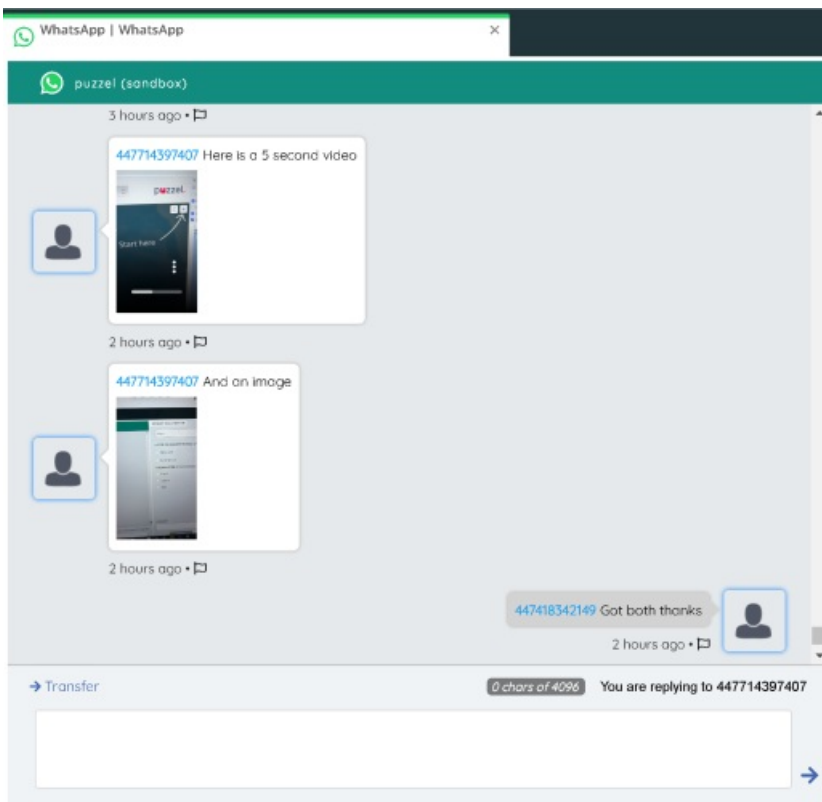 WhatsApp | WhatsApp ×
puzzel (sandbox)
3 hours ago •
447714397407 Here is a 5 second video
puzzel.
Start here
2 hours ago •
447714397407 And an image
2 hours ago •
447418342149 Got both thanks
2 hours ago •
→ Transfer
0 chars of 4096 You are replying to 447714397407